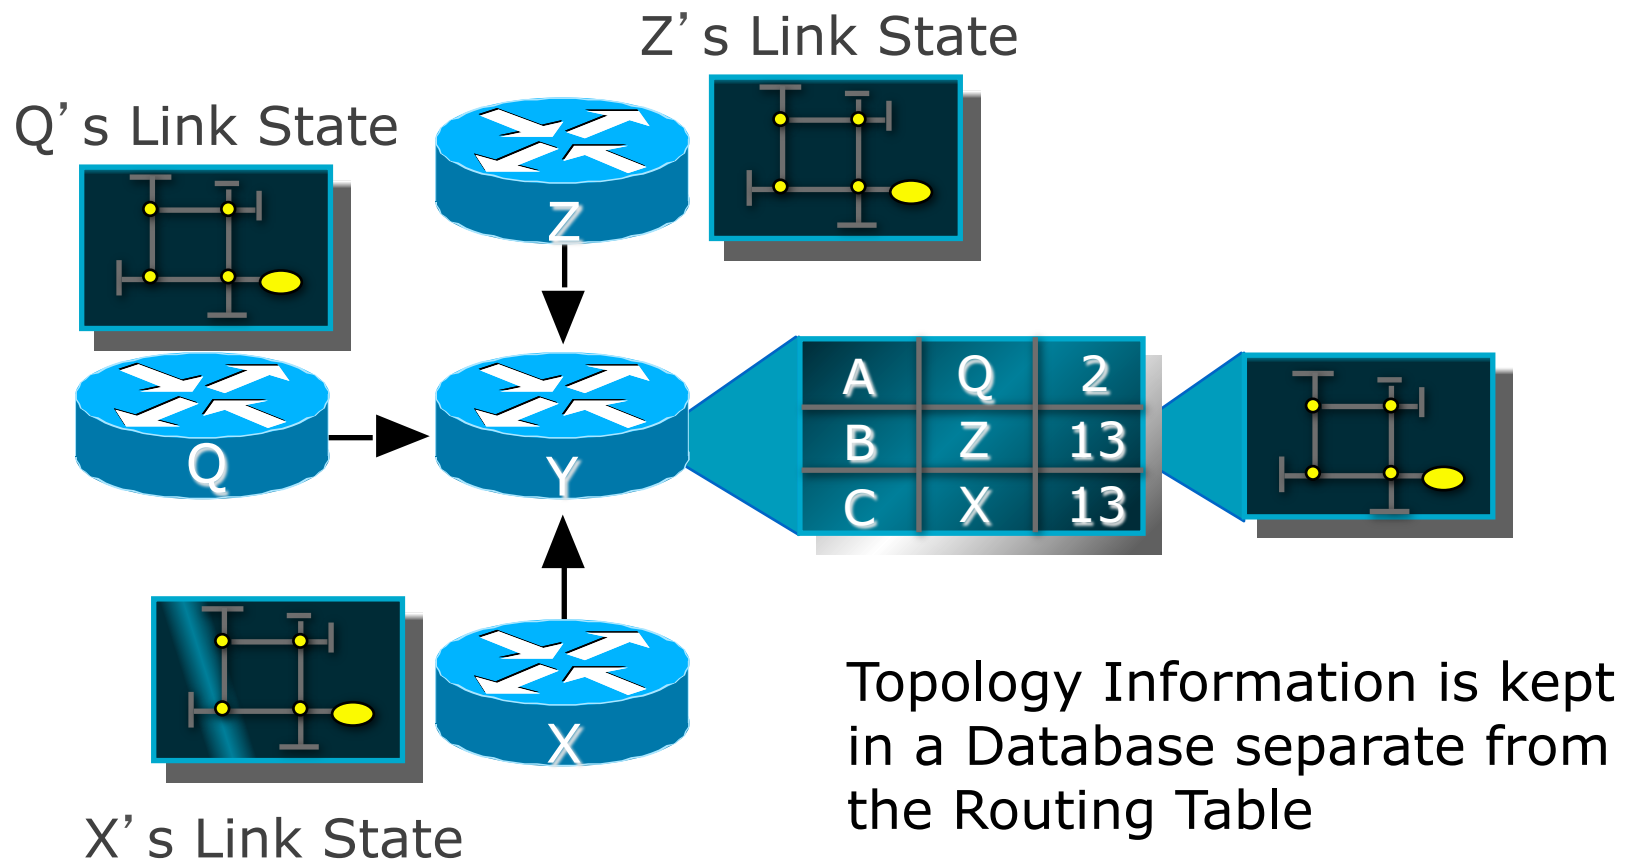 Z’s Link State
Q’s Link State
Z
Q
Y
A Q 2
B Z 13
C X 13
X
X’s Link State
Topology Information is kept
in a Database separate from
the Routing Table